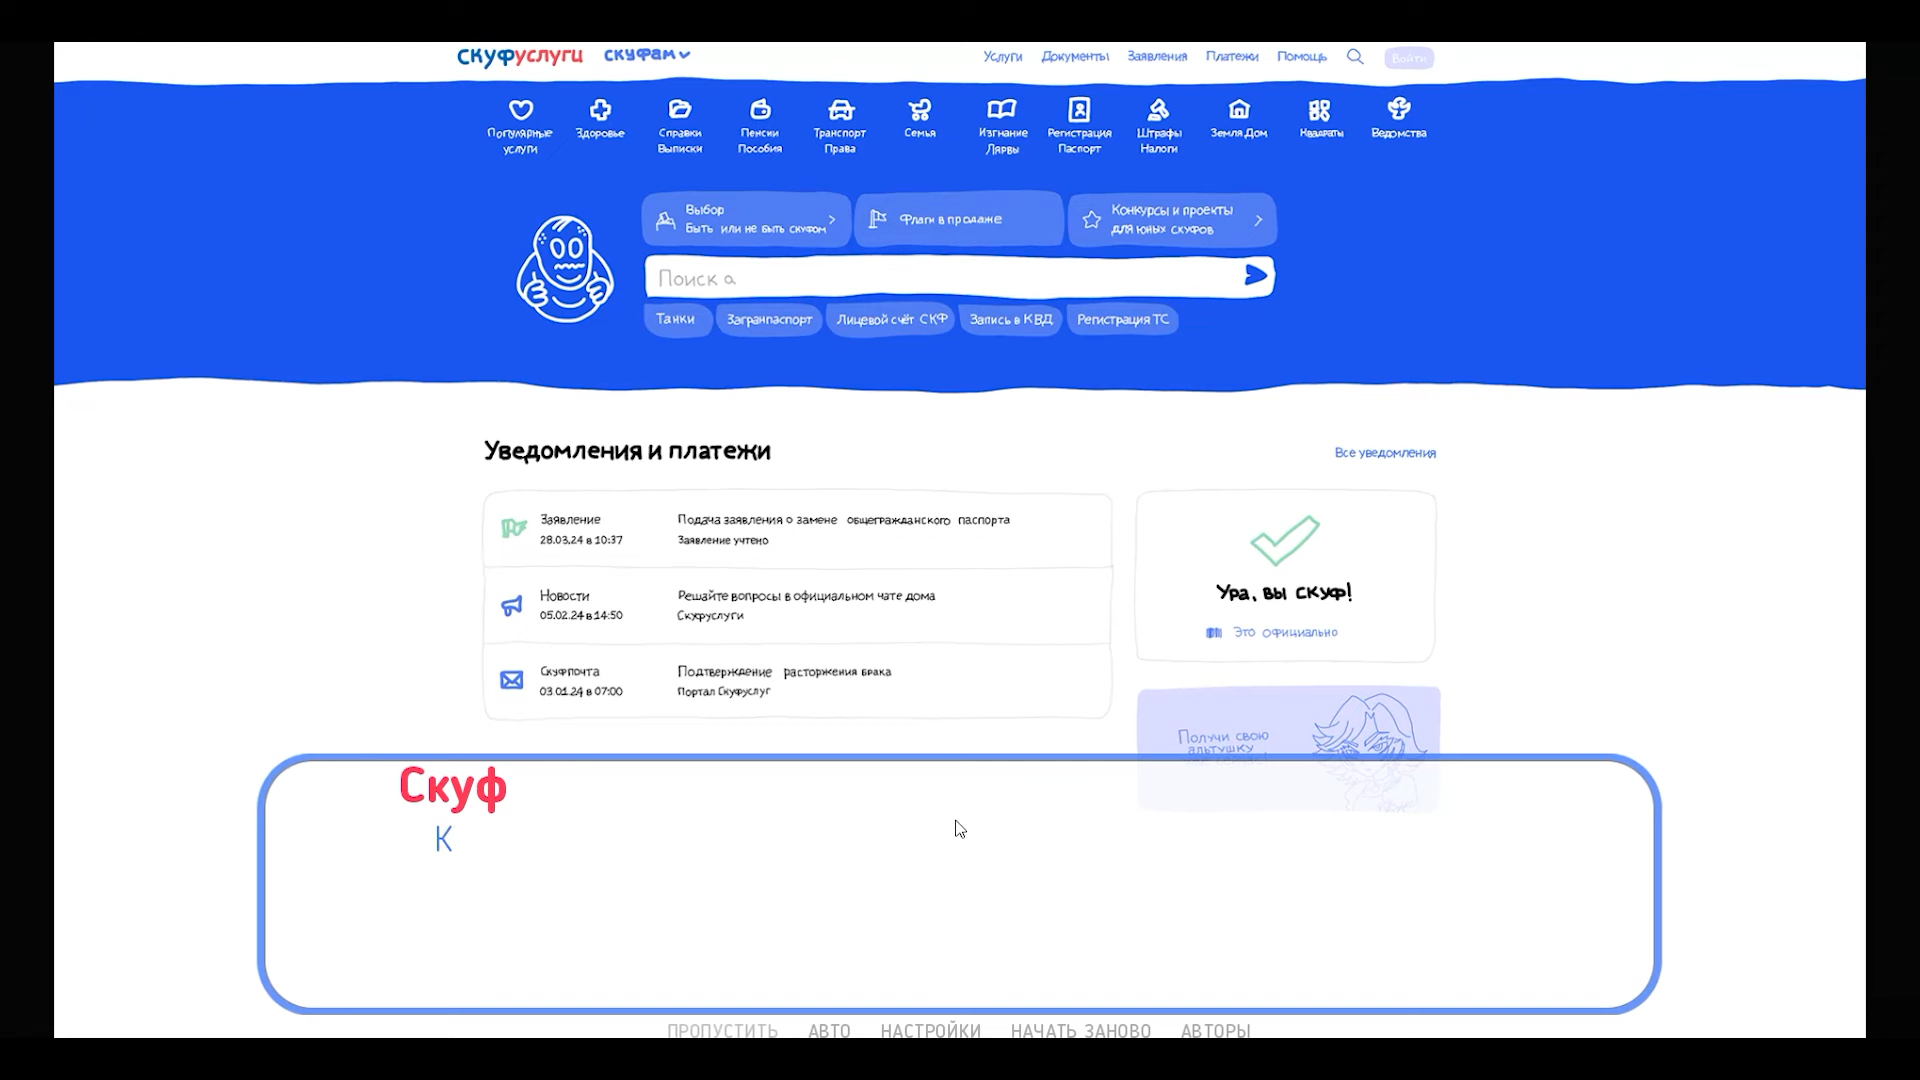 скуфуслуги скуфам Услуги Документы Заявления Платежи Помощь Войти
Популярные услуги
Здоровье
Справки Выписки
Пенсии Пособия
Транспорт Права
Семья
Изгнание Лярвы
Регистрация Паспорт
Штрафы Налоги
Земля Дом
Квадраты
Ведомства
Выбор
Быть или не быть скуфом
Флаги в продаже
Конкурсы и проекты
для юных скуфов
Поиск а
Танки Загранпаспорт Лицевой счёт СКФ Запись в КВД Регистрация ТС
Уведомления и платежи
Все уведомления
Заявление
28.03.24 в 10:37
Подача заявления о замене общегражданского паспорта
Заявление учтено
Новости
05.02.24 в 14:50
Решайте вопросы в официальном чате дома
Скуфуслуги
Скуфпочта
03.01.24 в 07:00
Подтверждение расторжения брака
Портал Скуфуслуг
Ура, вы скуф!
Это официально
Получи свою
альтушку
Скуф
К
ПРОПУСТИТЬ АВТО НАСТРОЙКИ НАЧАТЬ ЗАНОВО АВТОРЫ